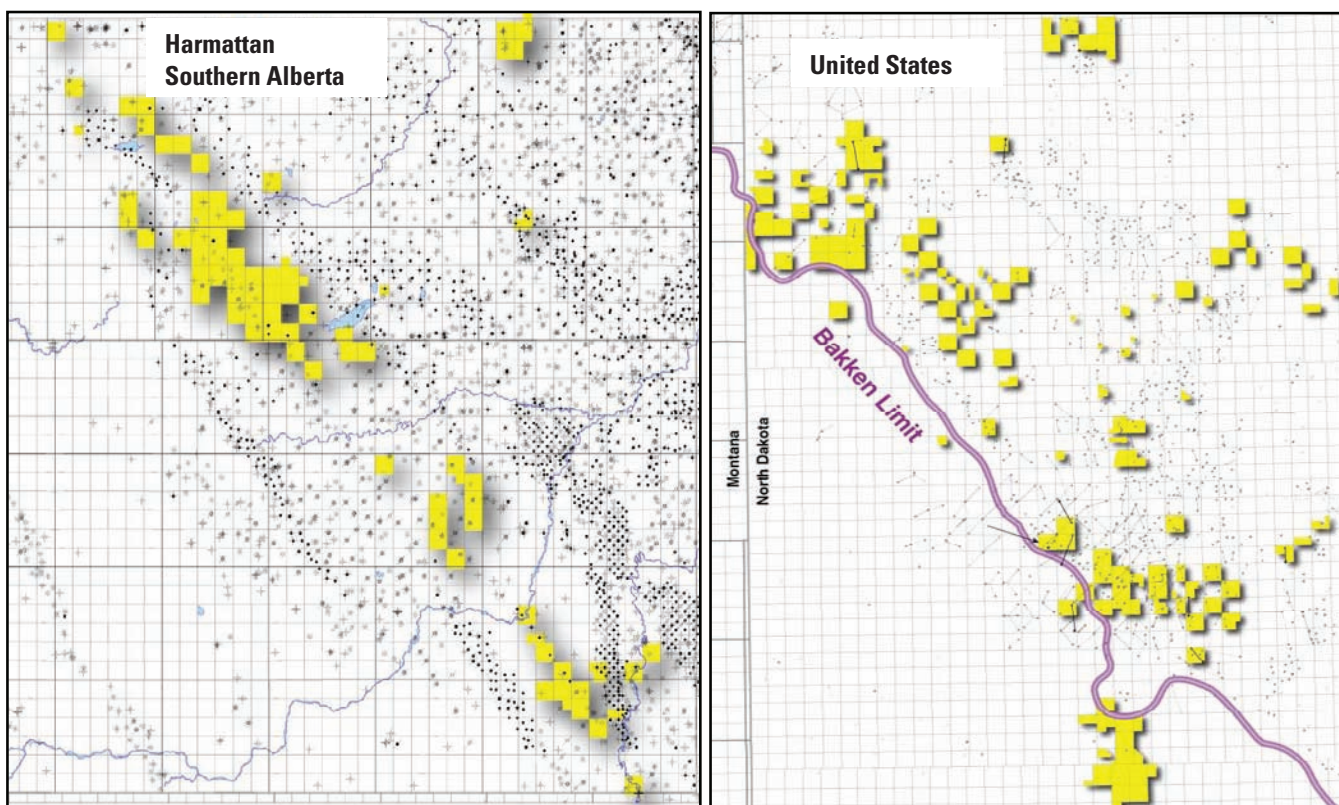 Harmattan
Southern Alberta
United States
Bakken Limit
Montana
North Dakota